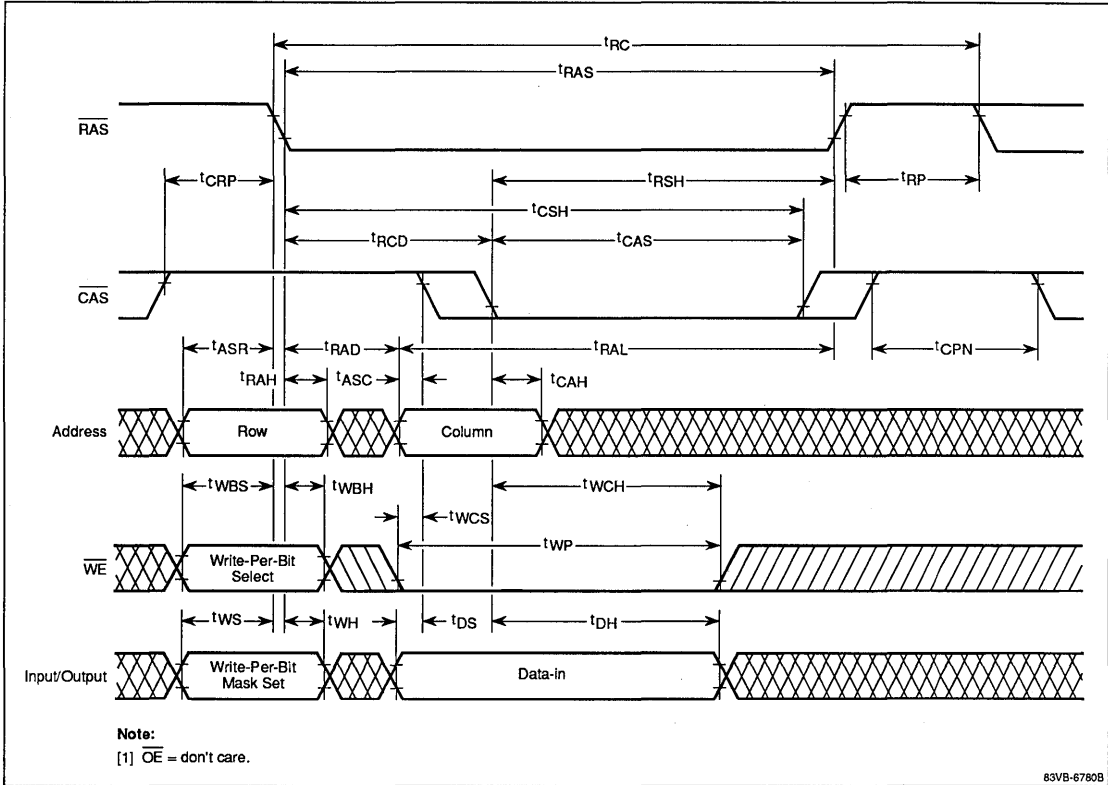 tRC
tRAS
RAS
tCRP
tRSH
tRP
tCSH
tRCD
tCAS
CAS
tASR
tRAD
tRAL
tCPN
tRAH
tASC
tCAH
Address
Row
Column
tWBS
tWBH
tWCH
tWCS
tWP
WE
Write-Per-Bit
Select
tWS
tWH
tDS
tDH
Input/Output
Write-Per-Bit
Mask Set
Data-in
Note:
[1] OE = don't care.
83VB-6780B